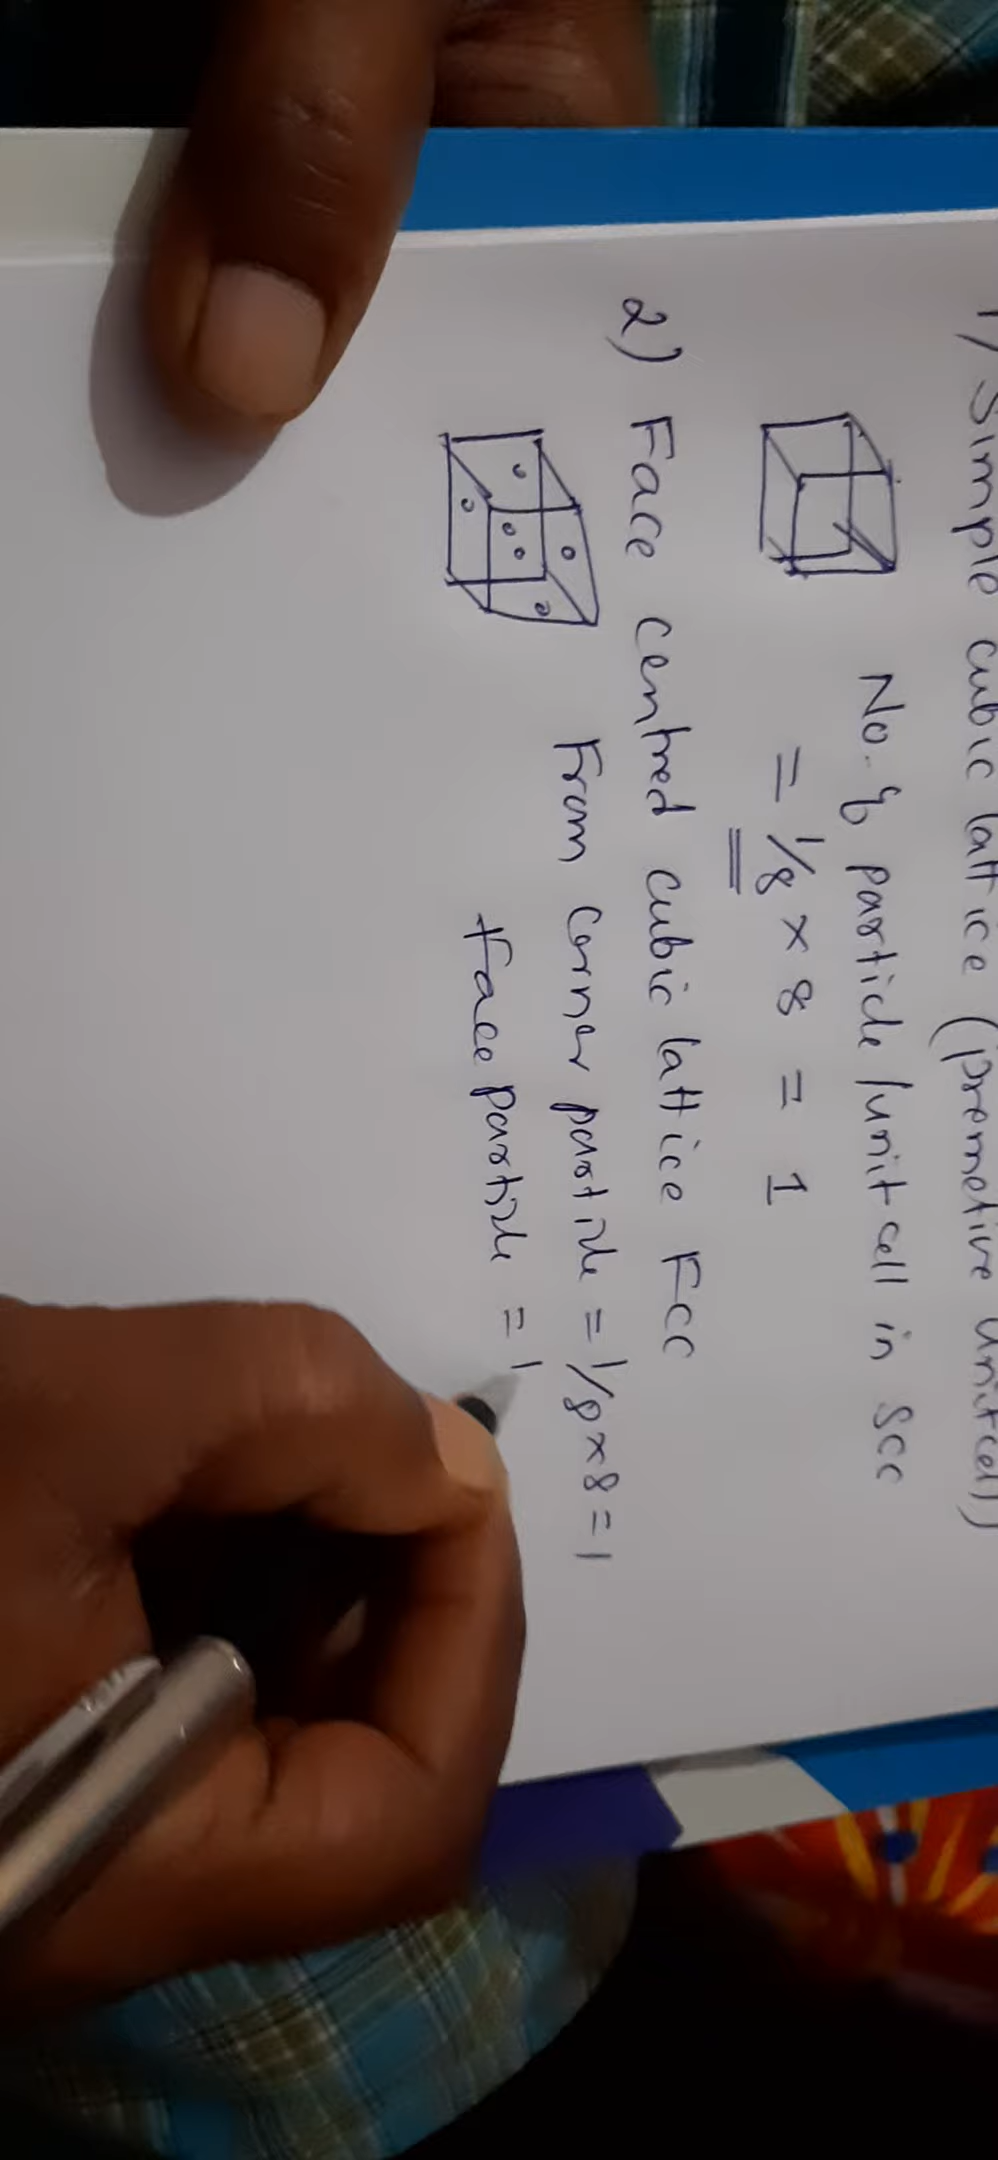 1) Simple cubic lattice (premetive unitcell)
No. of particle/unit cell in SCC
= 1/8 × 8 = 1
2) Face centred cubic lattice FCC
From corner particle = 1/8 × 8 = 1
Face particle = 1